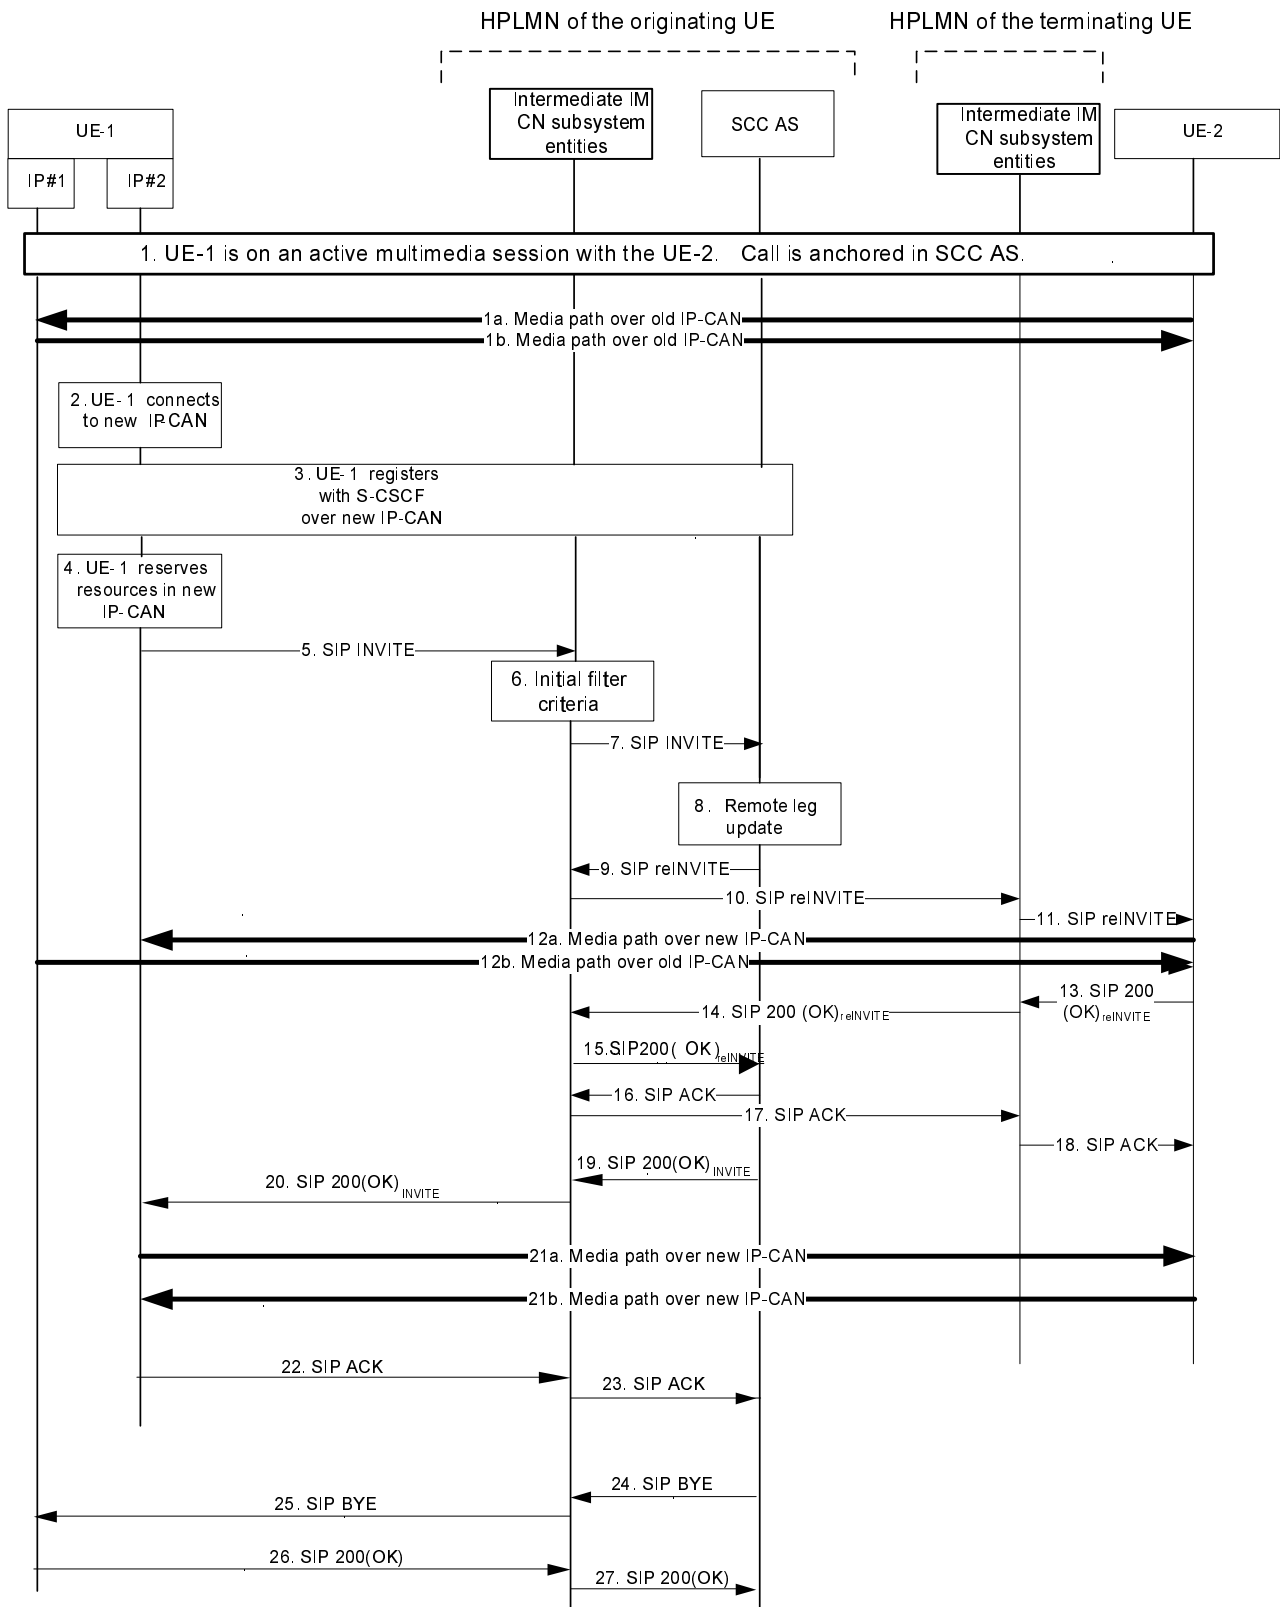 HPLMN of the originating UE
HPLMN of the terminating UE
UE-1
IP#1
IP#2
Intermediate IM
CN subsystem
entities
SCC AS
Intermediate IM
CN subsystem
entities
UE-2
1. UE-1 is on an active multimedia session with the UE-2. Call is anchored in SCC AS.
1a. Media path over old IP-CAN
1b. Media path over old IP-CAN
2. UE-1 connects
to new IP-CAN
3. UE-1 registers
with S-CSCF
over new IP-CAN
4. UE-1 reserves
resources in new
IP-CAN
5. SIP INVITE
6. Initial filter
criteria
7. SIP INVITE
8. Remote leg
update
9. SIP reINVITE
10. SIP reINVITE
11. SIP reINVITE
12a. Media path over new IP-CAN
12b. Media path over old IP-CAN
13. SIP 200
(OK)reINVITE
14. SIP 200 (OK)reINVITE
15.SIP200( OK)reINVITE
16. SIP ACK
17. SIP ACK
18. SIP ACK
19. SIP 200(OK)INVITE
20. SIP 200(OK)INVITE
21a. Media path over new IP-CAN
21b. Media path over new IP-CAN
22. SIP ACK
23. SIP ACK
24. SIP BYE
25. SIP BYE
26. SIP 200(OK)
27. SIP 200(OK)